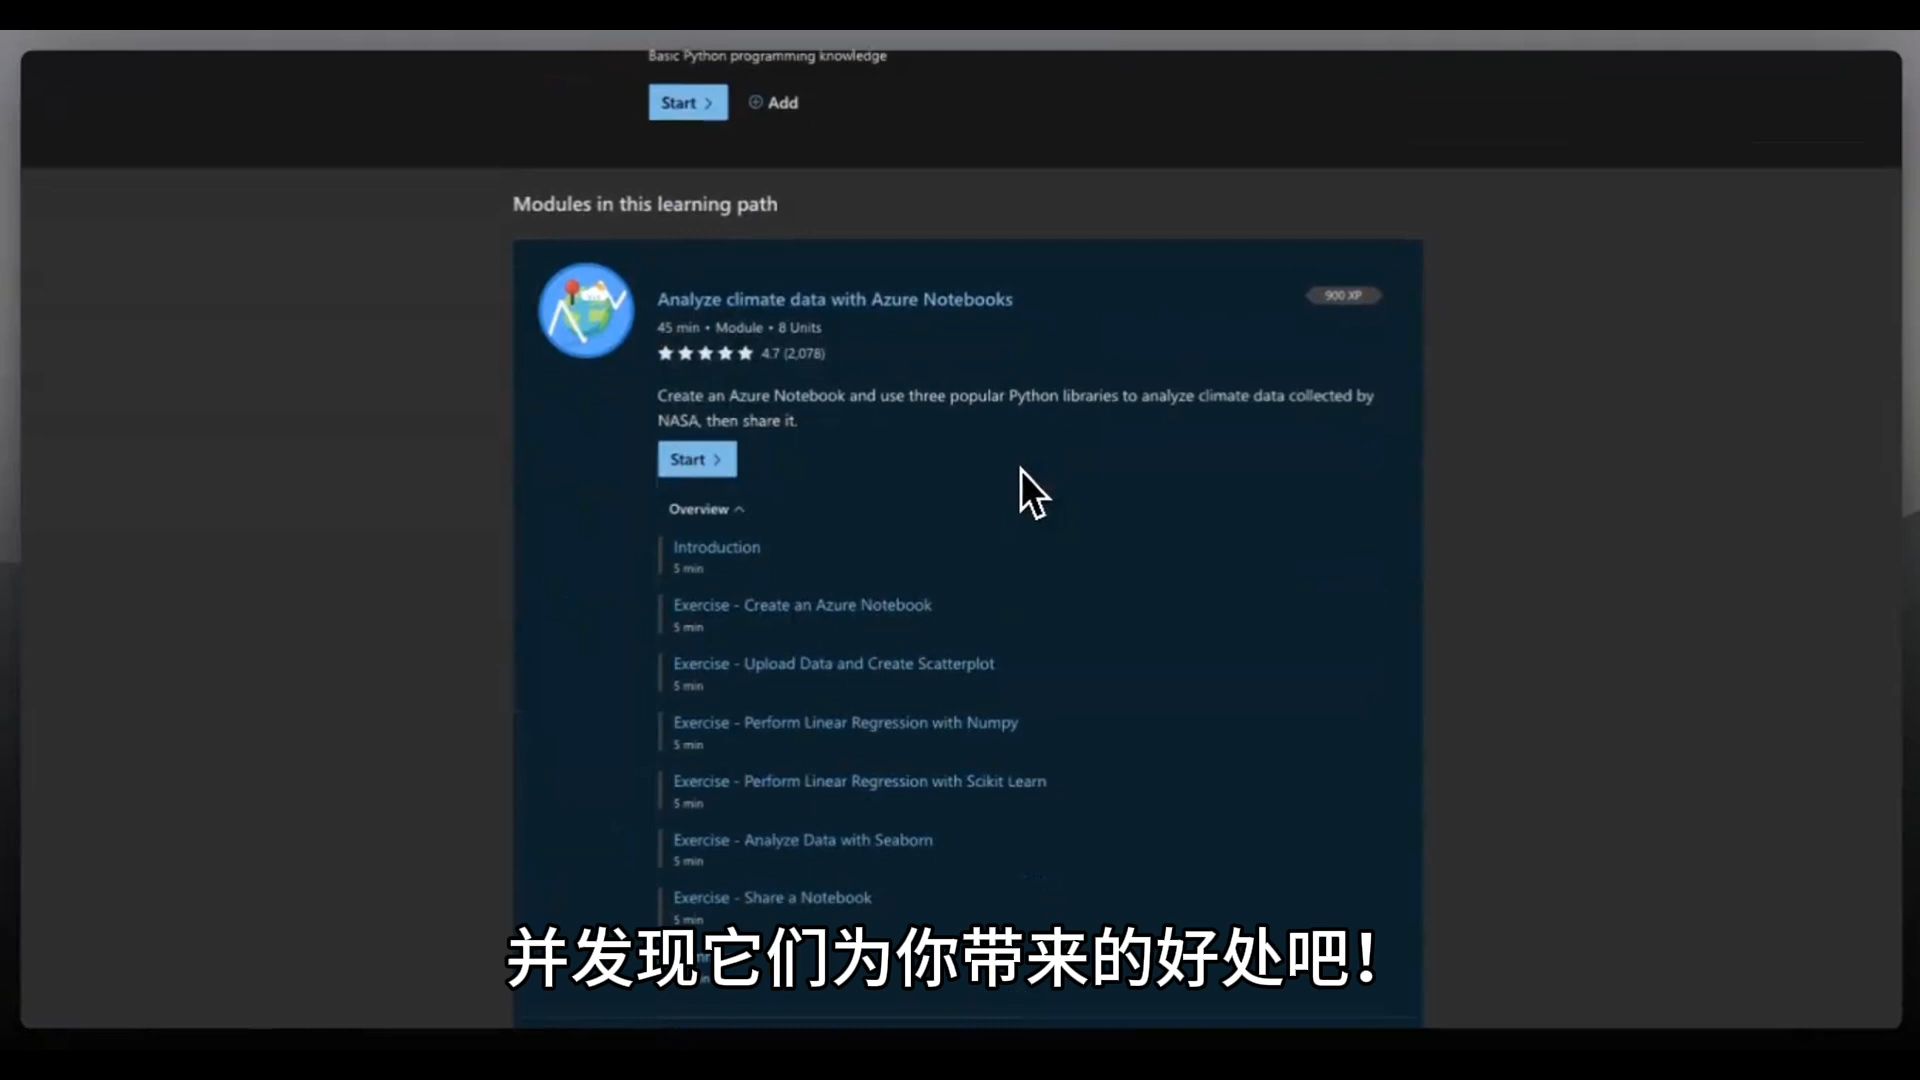 Basic Python programming knowledge
Start
Add
Modules in this learning path
Analyze climate data with Azure Notebooks
900 XP
45 min • Module • 8 Units
4.7 (2,078)
Create an Azure Notebook and use three popular Python libraries to analyze climate data collected by
NASA, then share it.
Start
Overview
Introduction
5 min
Exercise - Create an Azure Notebook
5 min
Exercise - Upload Data and Create Scatterplot
5 min
Exercise - Perform Linear Regression with Numpy
5 min
Exercise - Perform Linear Regression with Scikit Learn
5 min
Exercise - Analyze Data with Seaborn
5 min
Exercise - Share a Notebook
5 min
并发现它们为你带来的好处吧！